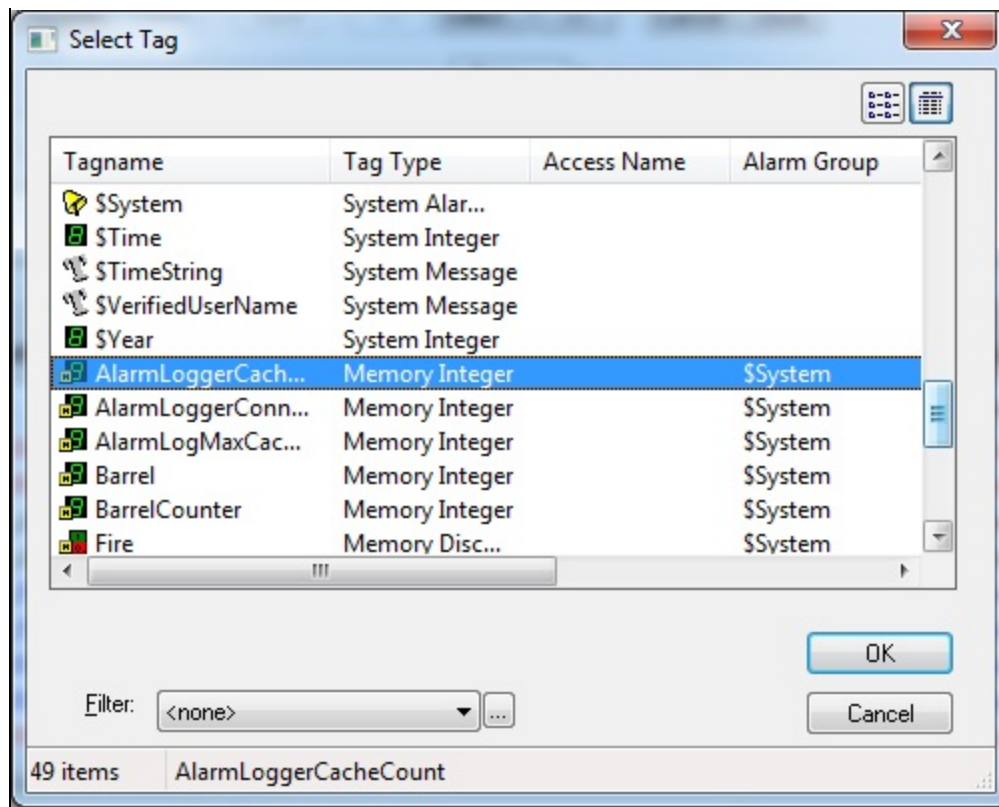 Select Tag
Tagname Tag Type Access Name Alarm Group
$System System Alar...
$Time System Integer
$TimeString System Message
$VerifiedUserName System Message
$Year System Integer
AlarmLoggerCach... Memory Integer $System
AlarmLoggerConn... Memory Integer $System
AlarmLogMaxCac... Memory Integer $System
Barrel Memory Integer $System
BarrelCounter Memory Integer $System
Fire Memory Disc... $System
OK
Filter: <none> ...
Cancel
49 items AlarmLoggerCacheCount